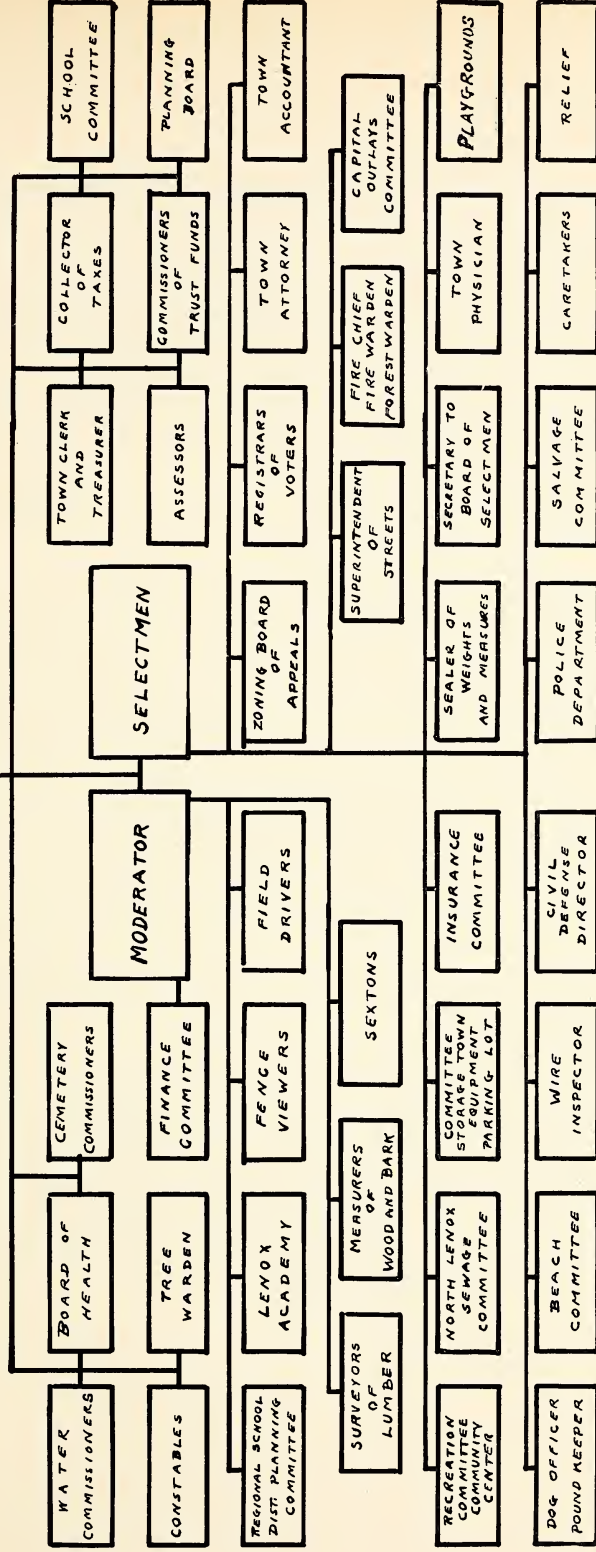 WATER
COMMISSIONERS
BOARD OF
HEALTH
CEMETERY
COMMISSIONERS
TOWN CLERK
AND
TREASURER
COLLECTOR
OF
TAXES
SCHOOL
COMMITTEE
MODERATOR
SELECTMEN
CONSTABLES
TREE
WARDEN
FINANCE
COMMITTEE
ASSESSORS
COMMISSIONERS
OF
TRUST FUNDS
PLANNING
BOARD
REGIONAL SCHOOL
DIST. PLANNING
COMMITTEE
LENOX
ACADEMY
FENCE
VIEWERS
FIELD
DRIVERS
ZONING BOARD
OF
APPEALS
REGISTRARS
OF
VOTERS
TOWN
ATTORNEY
TOWN
ACCOUNTANT
SURVEYORS
OF
LUMBER
MEASURERS
OF
WOOD AND BARK
SEXTONS
SUPERINTENDENT
OF
STREETS
FIRE CHIEF
FIRE WARDEN
FOREST WARDEN
CAPITAL
OUTLAYS
COMMITTEE
RECREATION
COMMITTEE
COMMUNITY
CENTER
NORTH LENOX
SEWAGE
COMMITTEE
COMMITTEE
STORAGE TOWN
EQUIPMENT
PARKING LOT
INSURANCE
COMMITTEE
SEALER OF
WEIGHTS
AND MEASURES
SECRETARY TO
BOARD OF
SELECTMEN
TOWN
PHYSICIAN
PLAYGROUNDS
DOG OFFICER
POUND KEEPER
BEACH
COMMITTEE
WIRE
INSPECTOR
CIVIL
DEFENSE
DIRECTOR
POLICE
DEPARTMENT
SALVAGE
COMMITTEE
CARETAKERS
RELIEF